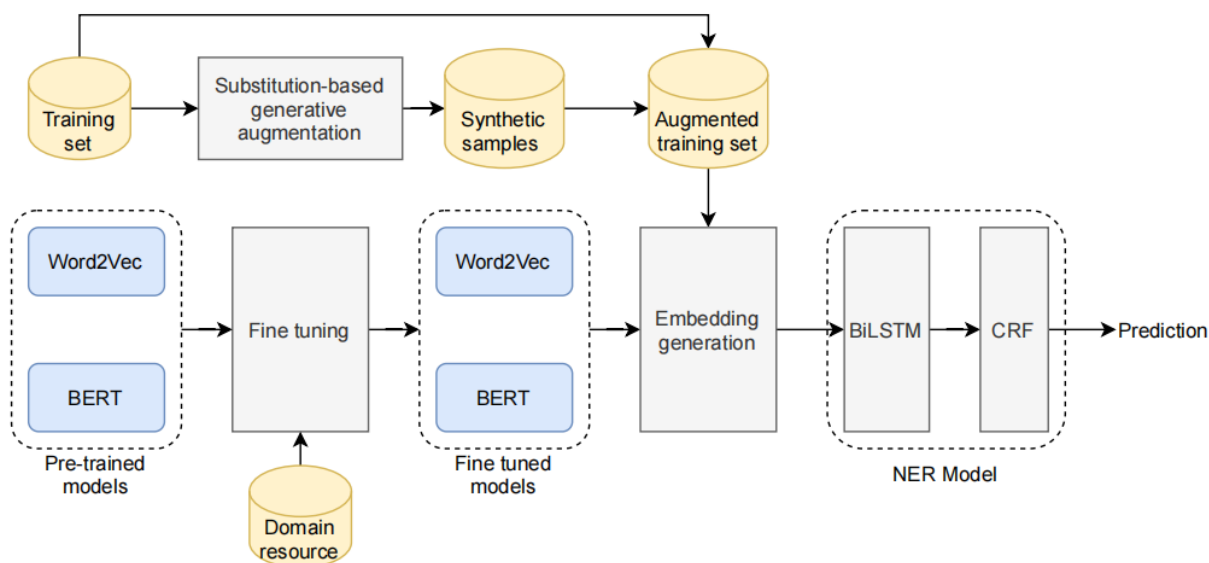 Training
set
Substitution-based
generative
augmentation
Synthetic
samples
Augmented
training set
Word2Vec
BERT
Pre-trained
models
Fine tuning
Domain
resource
Word2Vec
BERT
Fine tuned
models
Embedding
generation
BiLSTM
CRF
NER Model
Prediction